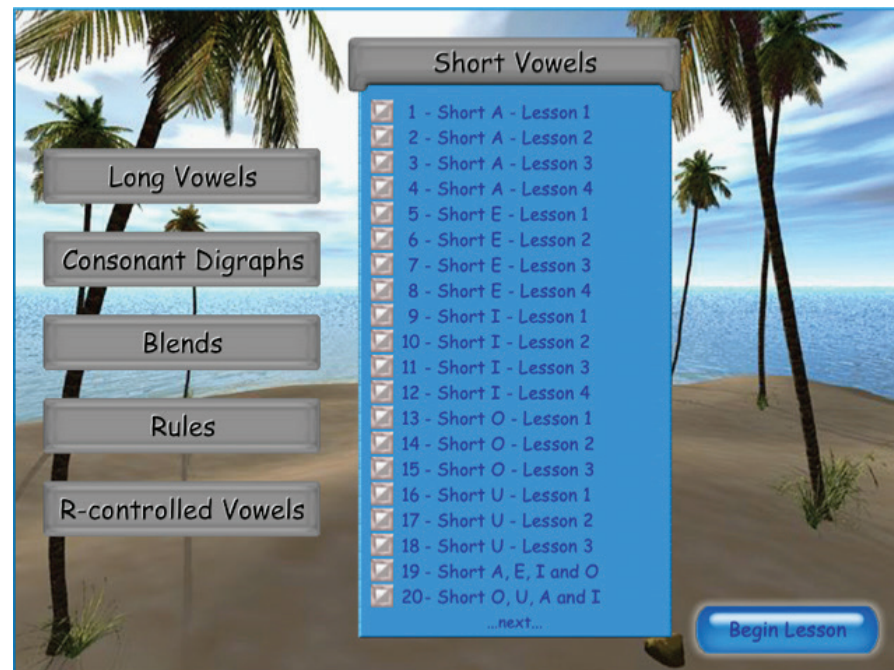 Short Vowels
1 - Short A - Lesson 1
2 - Short A - Lesson 2
3 - Short A - Lesson 3
4 - Short A - Lesson 4
5 - Short E - Lesson 1
6 - Short E - Lesson 2
7 - Short E - Lesson 3
8 - Short E - Lesson 4
9 - Short I - Lesson 1
10 - Short I - Lesson 2
11 - Short I - Lesson 3
12 - Short I - Lesson 4
13 - Short O - Lesson 1
14 - Short O - Lesson 2
15 - Short O - Lesson 3
16 - Short U - Lesson 1
17 - Short U - Lesson 2
18 - Short U - Lesson 3
19 - Short A, E, I and O
20- Short O, U, A and I
...next...
Long Vowels
Consonant Digraphs
Blends
Rules
R-controlled Vowels
Begin Lesson